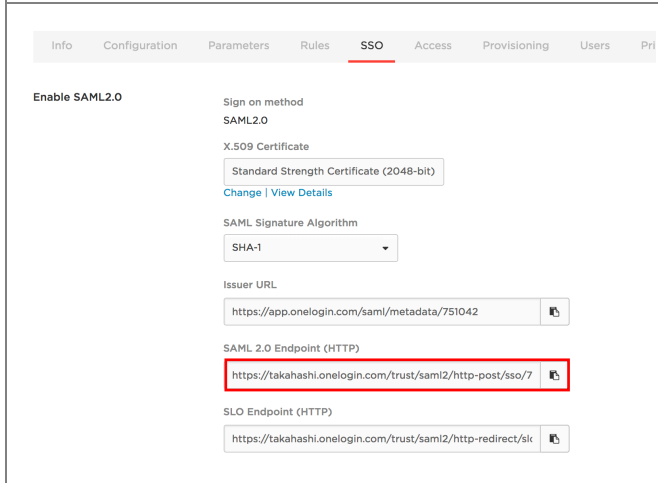 Info Configuration Parameters Rules SSO Access Provisioning Users Pri
Enable SAML2.0
Sign on method
SAML2.0
X.509 Certificate
Standard Strength Certificate (2048-bit)
Change | View Details
SAML Signature Algorithm
SHA-1
Issuer URL
https://app.onelogin.com/saml/metadata/751042
SAML 2.0 Endpoint (HTTP)
https://takahashi.onelogin.com/trust/saml2/http-post/sso/7
SLO Endpoint (HTTP)
https://takahashi.onelogin.com/trust/saml2/http-redirect/slo